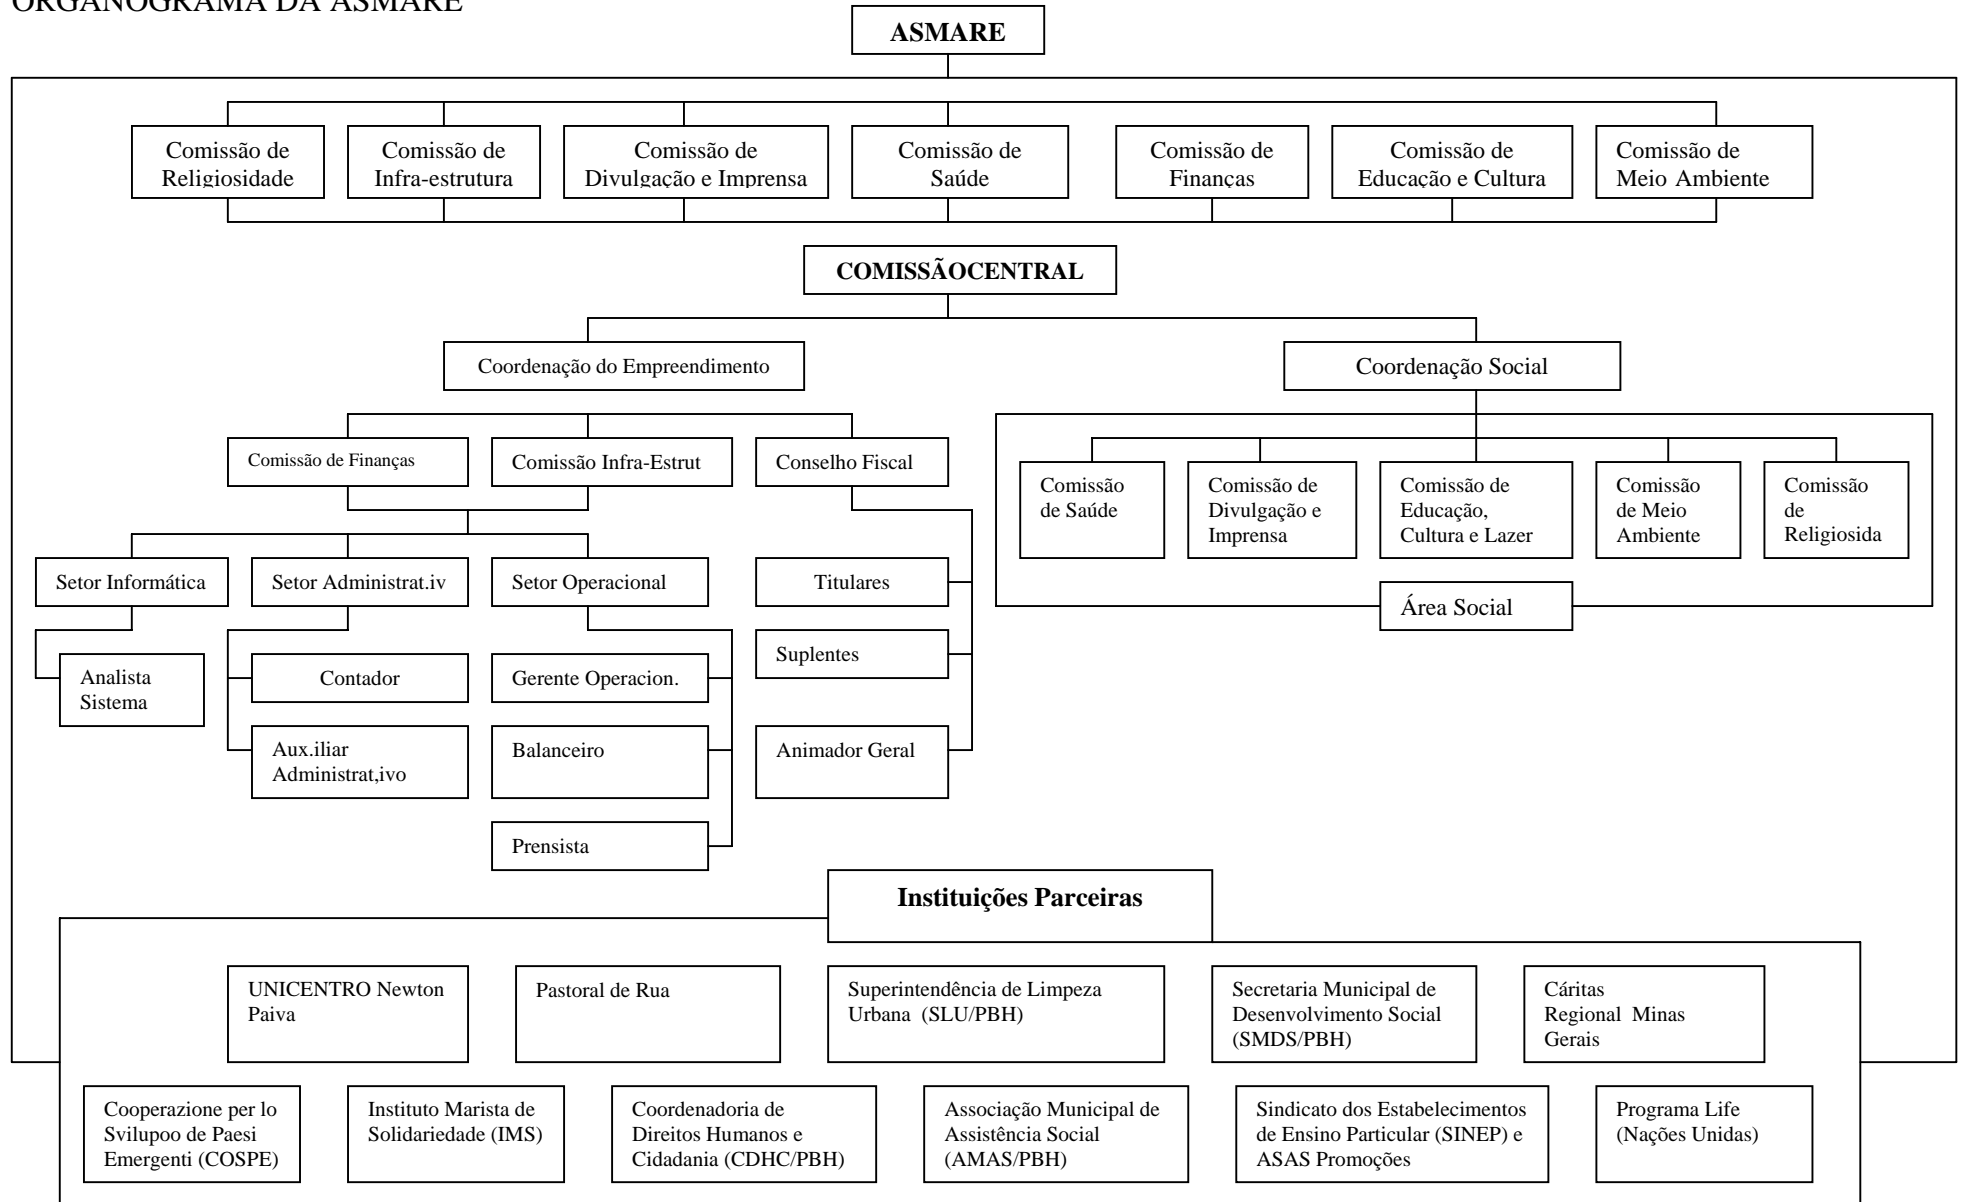 ORGANOGRAMA DA ASMARE
ASMARE
Comissão de
Religiosidade
Comissão de
Infra-estrutura
Comissão de
Divulgação e Imprensa
Comissão de
Saúde
Comissão de
Finanças
Comissão de
Educação e Cultura
Comissão de
Meio Ambiente
COMISSÃOCENTRAL
Coordenação do Empreendimento
Coordenação Social
Comissão de Finanças
Comissão Infra-Estrut
Conselho Fiscal
Comissão
de Saúde
Comissão de
Divulgação e
Imprensa
Comissão de
Educação,
Cultura e Lazer
Comissão
de Meio
Ambiente
Comissão
de
Religiosida
Setor Informática
Setor Administrat.iv
Setor Operacional
Titulares
Área Social
Analista
Sistema
Contador
Gerente Operacion.
Suplentes
Aux.iliar
Administrat,ivo
Balanceiro
Animador Geral
Prensista
Instituições Parceiras
UNICENTRO Newton
Paiva
Pastoral de Rua
Superintendência de Limpeza
Urbana (SLU/PBH)
Secretaria Municipal de
Desenvolvimento Social
(SMDS/PBH)
Cáritas
Regional Minas
Gerais
Cooperazione per lo
Svilupoo de Paesi
Emergenti (COSPE)
Instituto Marista de
Solidariedade (IMS)
Coordenadoria de
Direitos Humanos e
Cidadania (CDHC/PBH)
Associação Municipal de
Assistência Social
(AMAS/PBH)
Sindicato dos Estabelecimentos
de Ensino Particular (SINEP) e
ASAS Promoções
Programa Life
(Nações Unidas)